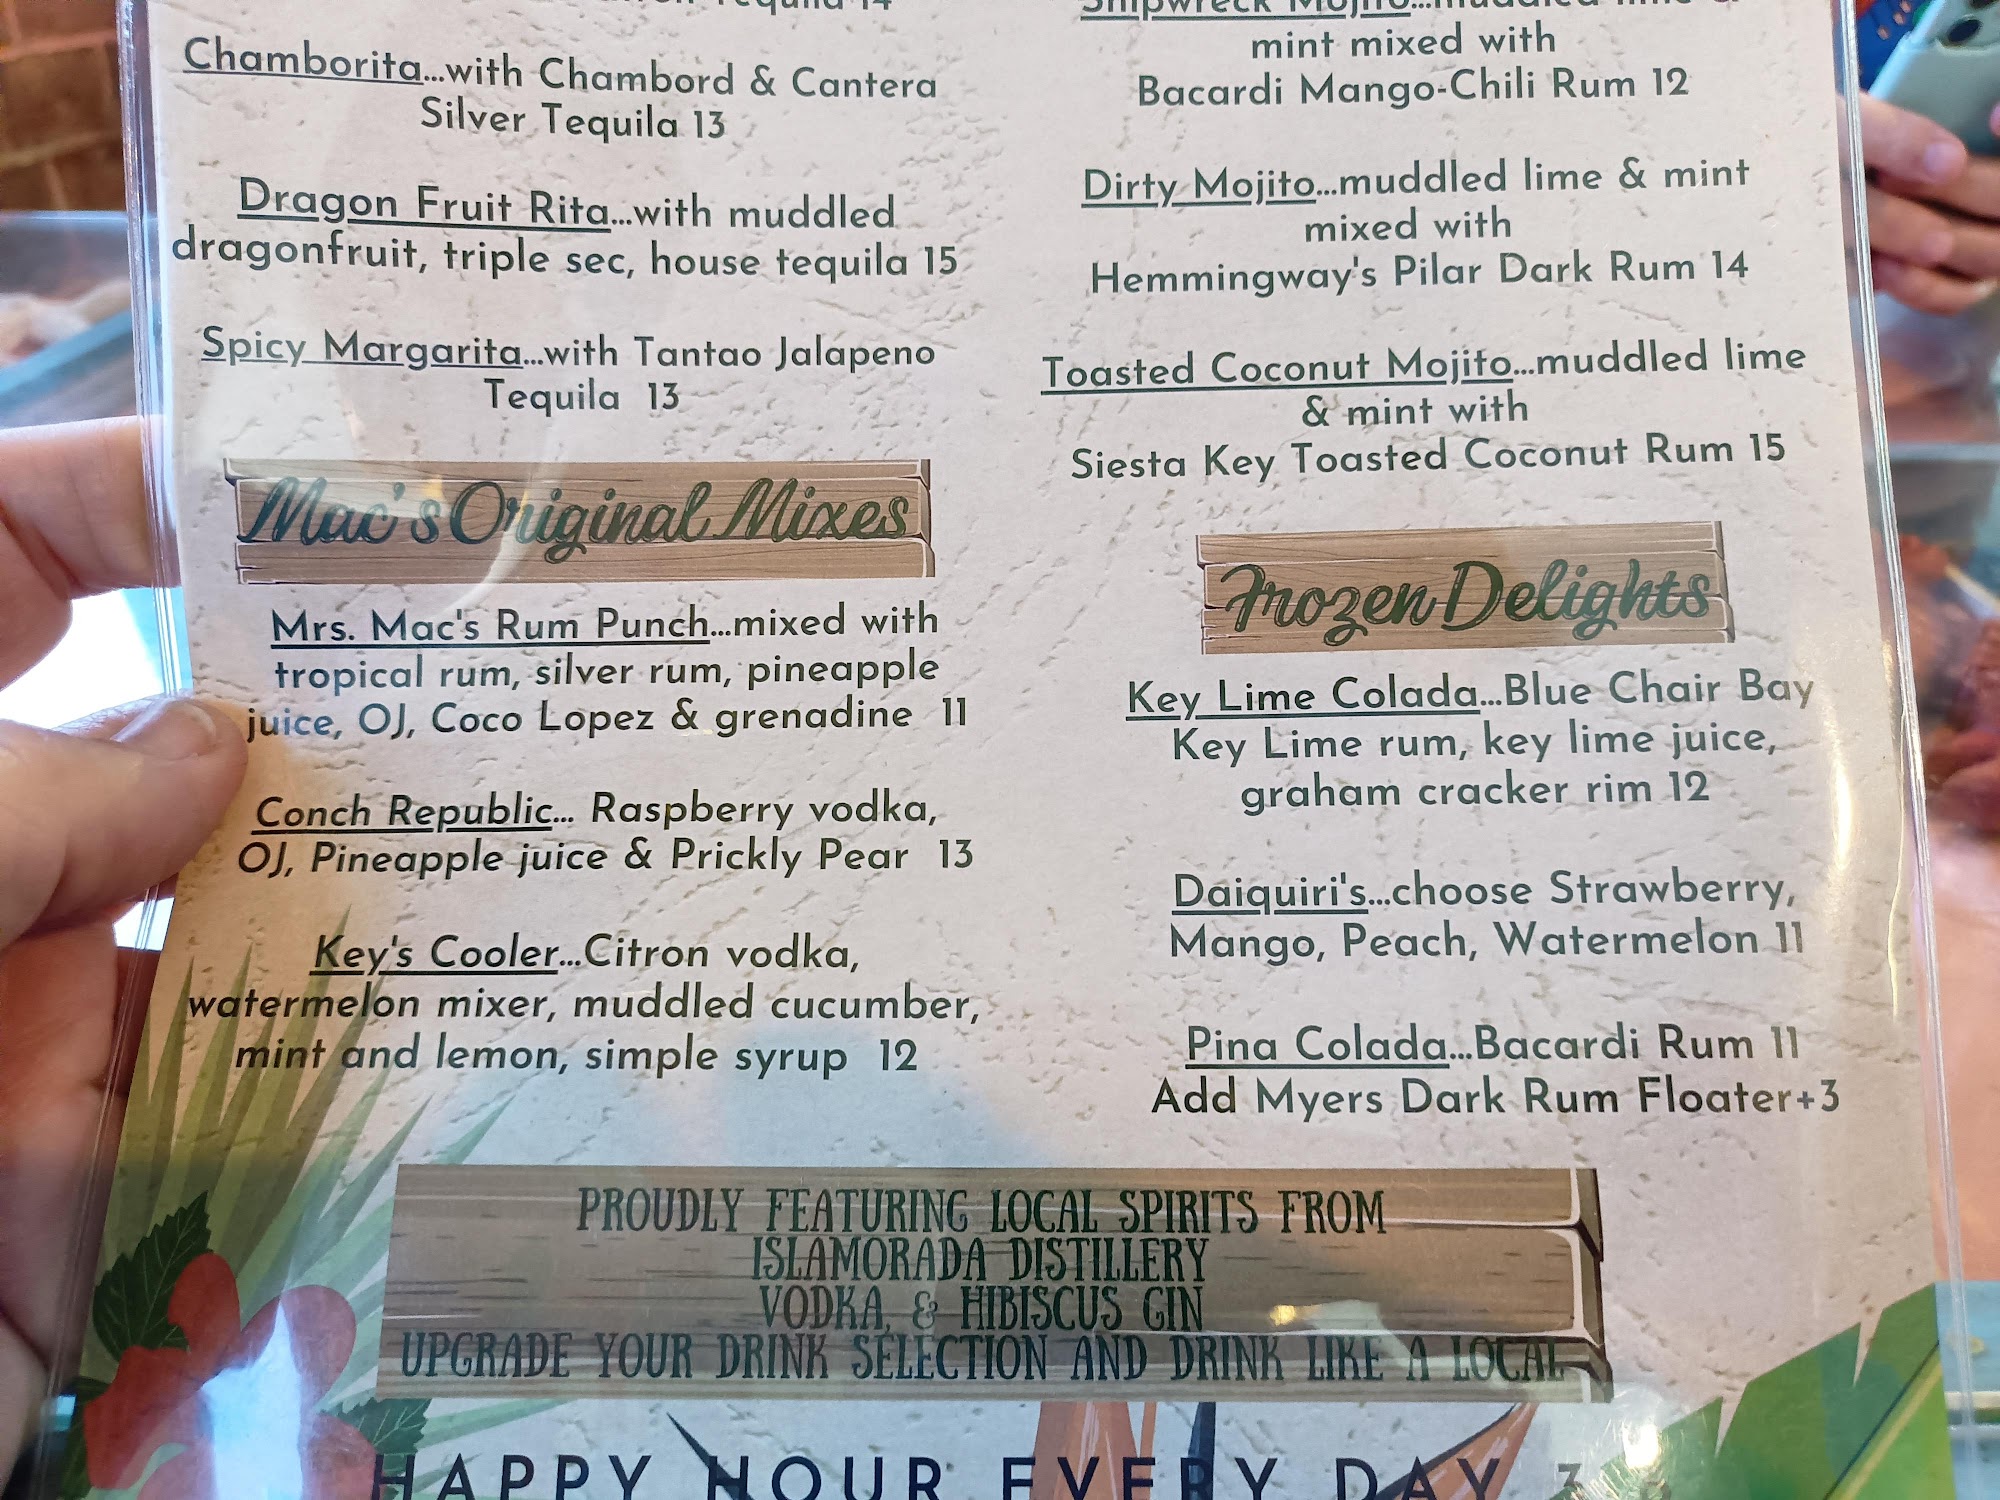 Tequila 14
Chamborita...with Chambord & Cantera
Silver Tequila 13
Dragon Fruit Rita...with muddled
dragonfruit, triple sec, house tequila 15
Spicy Margarita...with Tantao Jalapeno
Tequila 13
Mac's Original Mixes
Mrs. Mac's Rum Punch...mixed with
tropical rum, silver rum, pineapple
juice, OJ, Coco Lopez & grenadine 11
Conch Republic... Raspberry vodka,
OJ, Pineapple juice & Prickly Pear 13
Key's Cooler...Citron vodka,
watermelon mixer, muddled cucumber,
mint and lemon, simple syrup 12
Shipwreck Mojito...muddled lime &
mint mixed with
Bacardi Mango-Chili Rum 12
Dirty Mojito...muddled lime & mint
mixed with
Hemmingway's Pilar Dark Rum 14
Toasted Coconut Mojito...muddled lime
& mint with
Siesta Key Toasted Coconut Rum 15
Frozen Delights
Key Lime Colada...Blue Chair Bay
Key Lime rum, key lime juice,
graham cracker rim 12
Daiquiri's...choose Strawberry,
Mango, Peach, Watermelon 11
Pina Colada...Bacardi Rum 11
Add Myers Dark Rum Floater+3
PROUDLY FEATURING LOCAL SPIRITS FROM
ISLAMORADA DISTILLERY
VODKA, & HIBISCUS GIN
UPGRADE YOUR DRINK SELECTION AND DRINK LIKE A LOCAL
HAPPY HOUR EVERY DAY 3